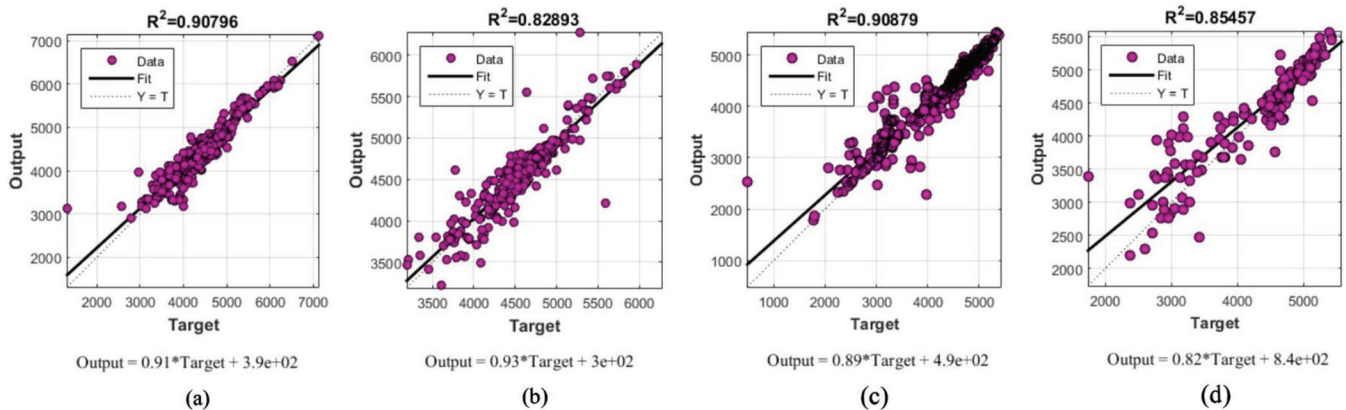 R²=0.90796
7000
6000
5000
4000
3000
2000
Output
Data
Fit
Y = T
2000 3000 4000 5000 6000 7000
Target
Output = 0.91*Target + 3.9e+02
(a)
R²=0.82893
6000
5500
5000
4500
4000
3500
Output
Data
Fit
Y = T
3500 4000 4500 5000 5500 6000
Target
Output = 0.93*Target + 3e+02
(b)
R²=0.90879
5000
4000
3000
2000
1000
Output
Data
Fit
Y = T
1000 2000 3000 4000 5000
Target
Output = 0.89*Target + 4.9e+02
(c)
R²=0.85457
5500
5000
4500
4000
3500
3000
2500
2000
Output
Data
Fit
Y = T
2000 3000 4000 5000
Target
Output = 0.82*Target + 8.4e+02
(d)